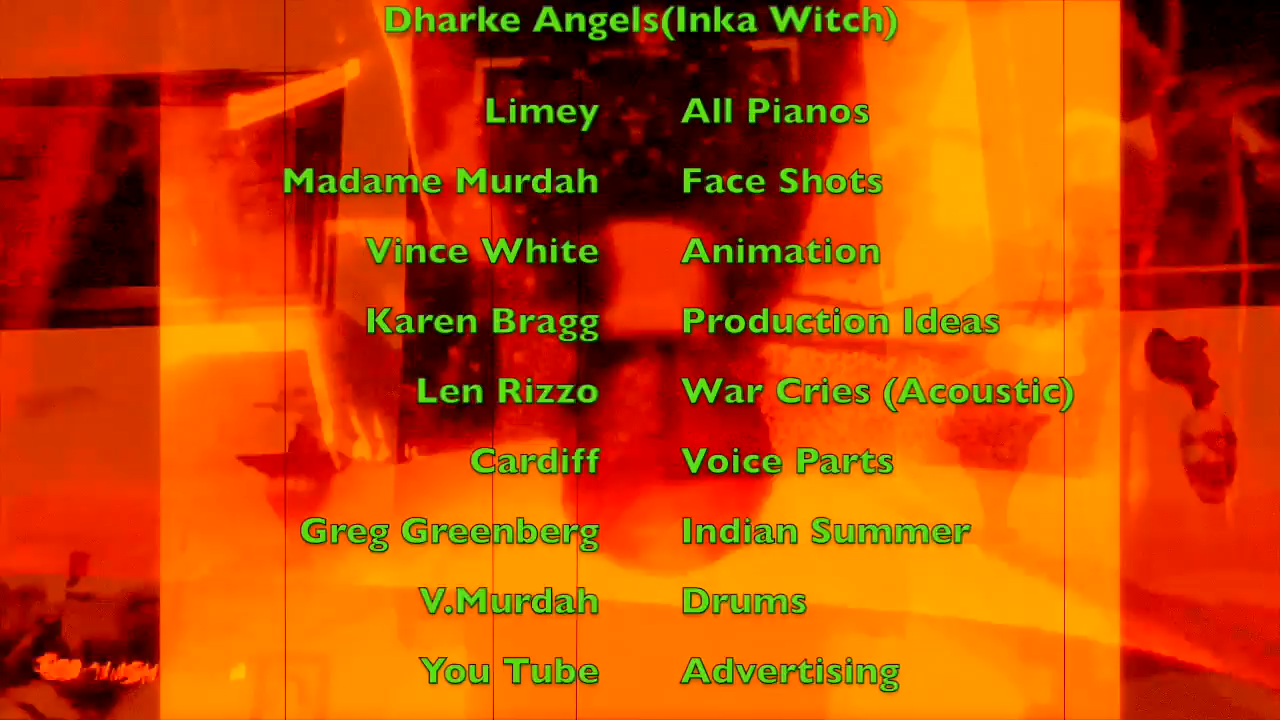 Dharke Angels(Inka Witch)
Limey All Pianos
Madame Murdah Face Shots
Vince White Animation
Karen Bragg Production Ideas
Len Rizzo War Cries (Acoustic)
Cardiff Voice Parts
Greg Greenberg Indian Summer
V.Murdah Drums
You Tube Advertising